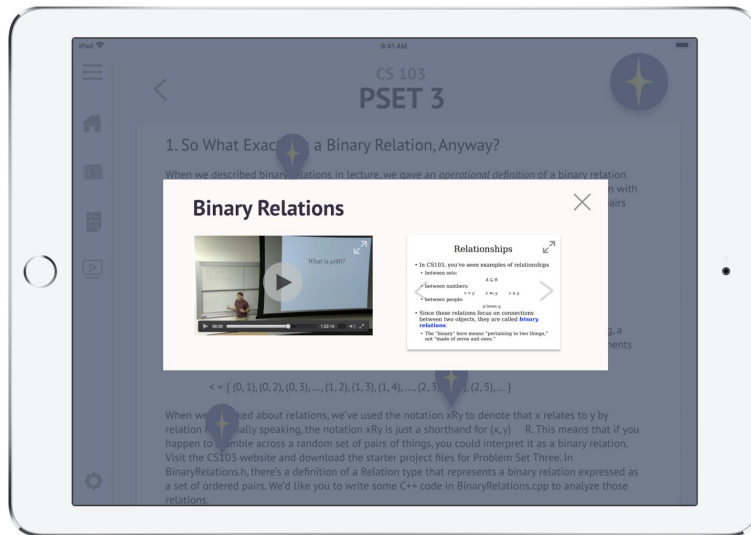 iPad
9:41 AM
CS 103
PSET 3
1. So What Exac a Binary Relation, Anyway?
When we described binary relations in lecture, we gave an operational definition of a binary relation
n with
airs
Binary Relations
What is ℘(∅)?
1:22:14
Relationships
• In CS103, you've seen examples of relationships
• between sets:
A ⊆ B
• between numbers:
x < y x ≡ₖ y x ≤ y
• between people:
p loves q
• Since these relations focus on connections
between two objects, they are called binary
relations.
• The "binary" here means "pertaining to two things,"
not "made of zeros and ones."
g, a
ents
< = { (0, 1), (0, 2), (0, 3), ..., (1, 2), (1, 3), (1, 4), ..., (2, 3), (2, 5), ... }
When we ked about relations, we've used the notation xRy to denote that x relates to y by
relation ally speaking, the notation xRy is just a shorthand for (x, y) R. This means that if you
happen to mble across a random set of pairs of things, you could interpret it as a binary relation.
Visit the CS103 website and download the starter project files for Problem Set Three. In
BinaryRelations.h, there's a definition of a Relation type that represents a binary relation expressed as
a set of ordered pairs. We'd like you to write some C++ code in BinaryRelations.cpp to analyze those
relations.